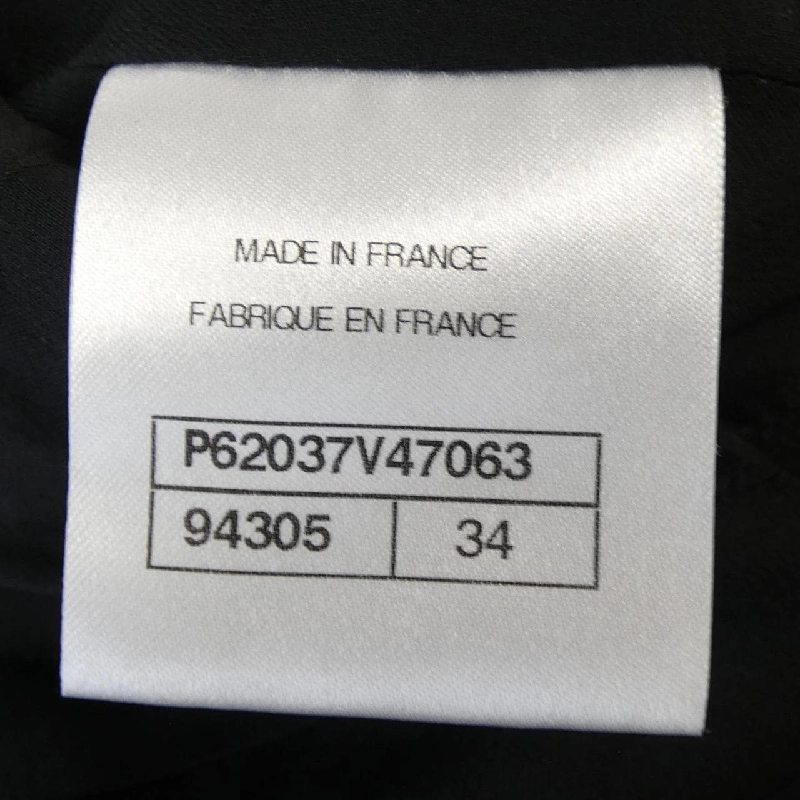 MADE IN FRANCE
FABRIQUE EN FRANCE
P62037V47063
94305 34